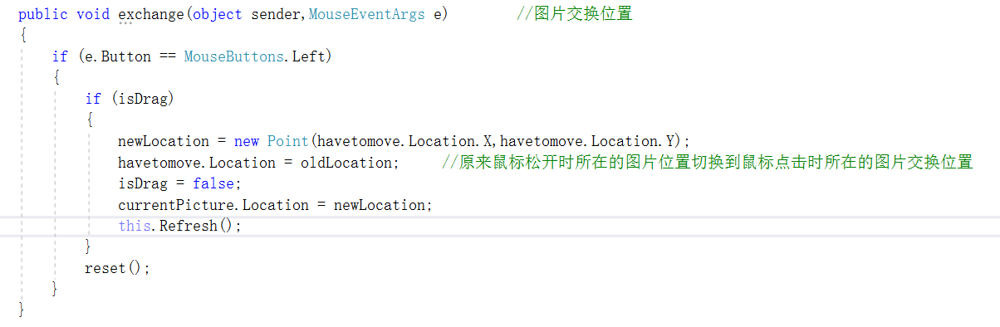 public void exchange(object sender,MouseEventArgs e)        //图片交换位置
{
    if (e.Button == MouseButtons.Left)
    {
        if (isDrag)
        {
            newLocation = new Point(havetomove.Location.X,havetomove.Location.Y);
            havetomove.Location = oldLocation;     //原来鼠标松开时所在的图片位置切换到鼠标点击时所在的图片交换位置
            isDrag = false;
            currentPicture.Location = newLocation;
            this.Refresh();
        }
        reset();
    }
}